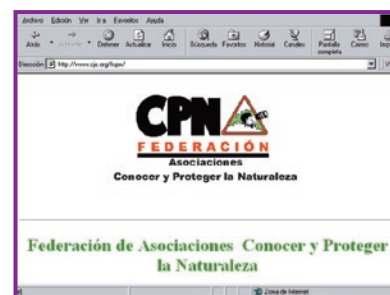 Archivo Edición Ver Ir a Favoritos Ayuda
Atrás Adelante Detener Actualizar Inicio Búsqueda Favoritos Historial Canales Pantalla completa Correo
Dirección
CPN
FEDERACIÓN
Asociaciones
Conocer y Proteger la Naturaleza
Federación de Asociaciones Conocer y Proteger
la Naturaleza
Zona de Internet